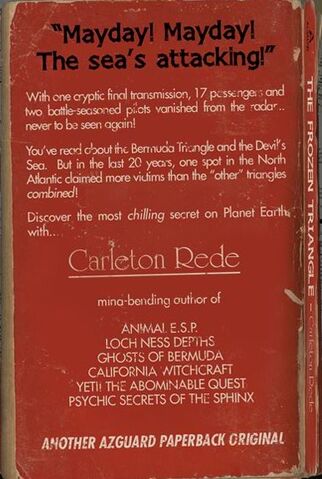 "Mayday! Mayday!
The sea's attacking!"
With one cryptic final transmission, 17 passengers and
two battle-seasoned pilots vanished from the radar..
never to be seen again!
You've read about the Bermuda Triangle and the Devil's
Sea. But in the last 20 years, one spot in the North
Atlantic claimed more victims than the "other" triangles
combined!
Discover the most chilling secret on Planet Earth
with...
Carleton Rede
mind-bending author of
ANIMAL E.S.P.
LOCH NESS DEPTHS
GHOSTS OF BERMUDA
CALIFORNIA WITCHCRAFT
YETI! THE ABOMINABLE QUEST
PSYCHIC SECRETS OF THE SPHINX
ANOTHER AZGUARD PAPERBACK ORIGINAL
THE FROZEN TRIANGLE - Carleton Rede